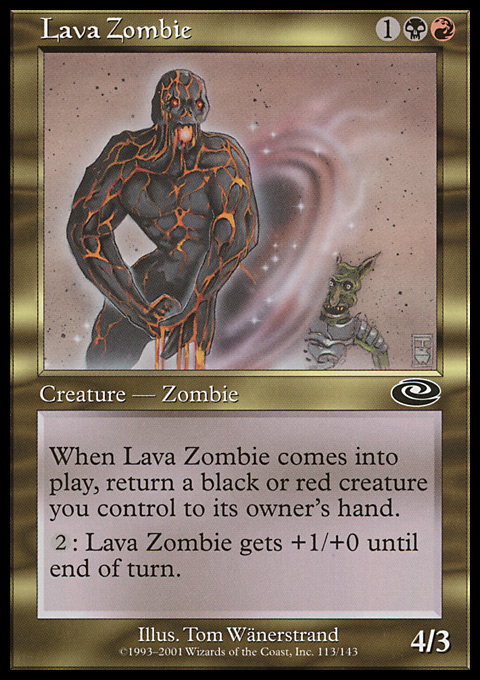 Lava Zombie 1
Creature — Zombie
When Lava Zombie comes into
play, return a black or red creature
you control to its owner's hand.
2: Lava Zombie gets +1/+0 until
end of turn.
Illus. Tom Wänerstrand
4/3
©1993–2001 Wizards of the Coast, Inc. 113/143